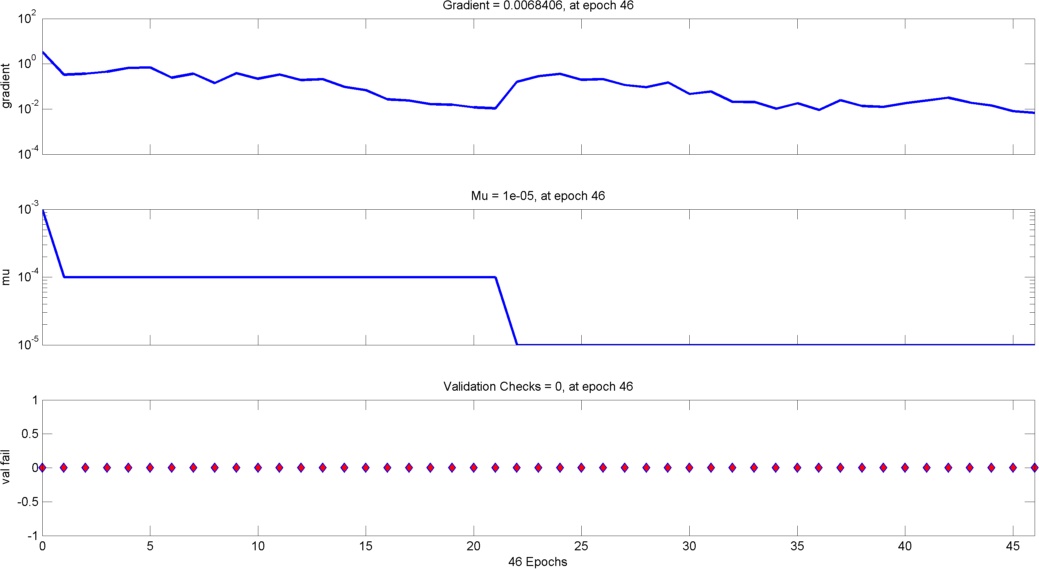 Gradient = 0.0068406, at epoch 46
10^2
10^0
10^-2
10^-4
gradient
Mu = 1e-05, at epoch 46
10^-3
10^-4
10^-5
mu
Validation Checks = 0, at epoch 46
1
0.5
0
-0.5
-1
val fail
0 5 10 15 20 25 30 35 40 45
46 Epochs